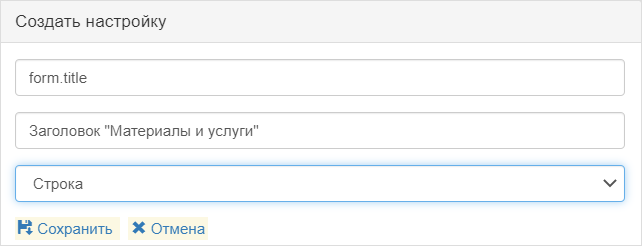 Создать настройку
form.title
Заголовок "Материалы и услуги"
Строка
Сохранить Отмена